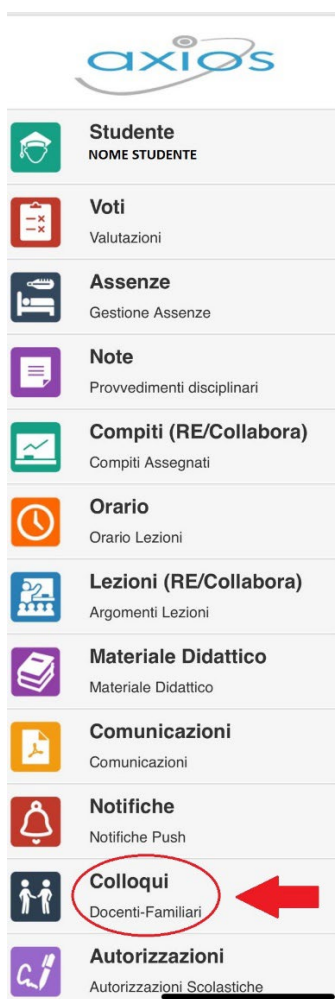 axios
Studente
NOME STUDENTE
Voti
Valutazioni
Assenze
Gestione Assenze
Note
Provvedimenti disciplinari
Compiti (RE/Collabora)
Compiti Assegnati
Orario
Orario Lezioni
Lezioni (RE/Collabora)
Argomenti Lezioni
Materiale Didattico
Materiale Didattico
Comunicazioni
Comunicazioni
Notifiche
Notifiche Push
Colloqui
Docenti-Familiari
Autorizzazioni
Autorizzazioni Scolastiche